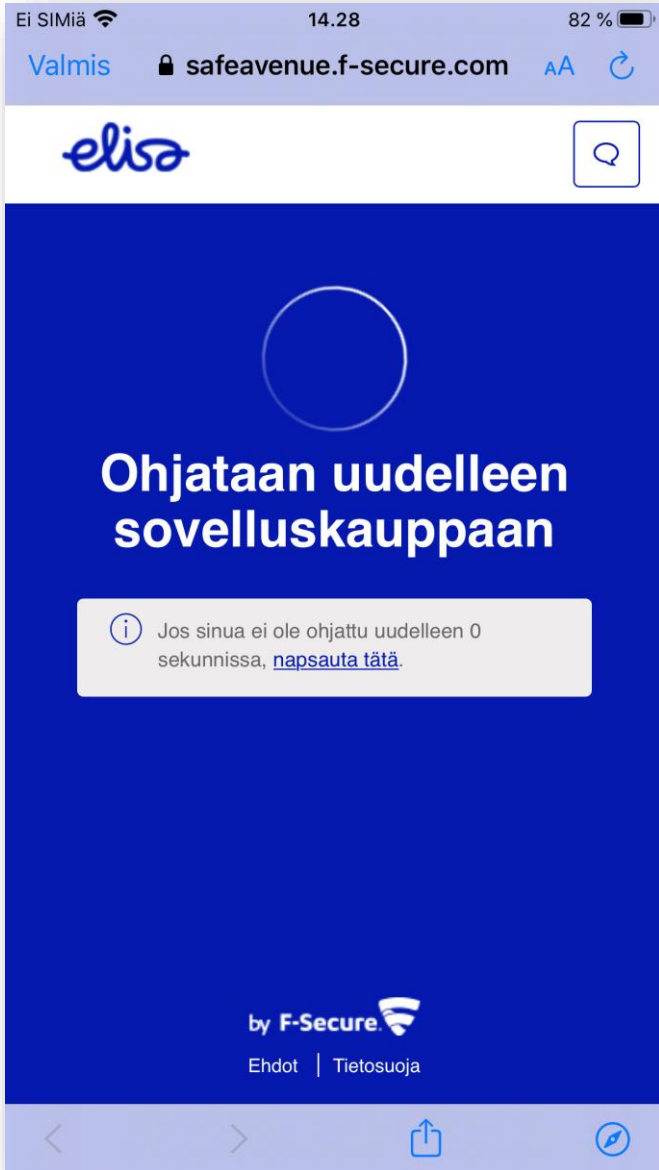 Ei SIMiä 14.28 82 %
Valmis safeavenue.f-secure.com AA
elisa
Ohjataan uudelleen
sovelluskauppaan
Jos sinua ei ole ohjattu uudelleen 0
sekunnissa, napsauta tätä.
by F-Secure.
Ehdot | Tietosuoja